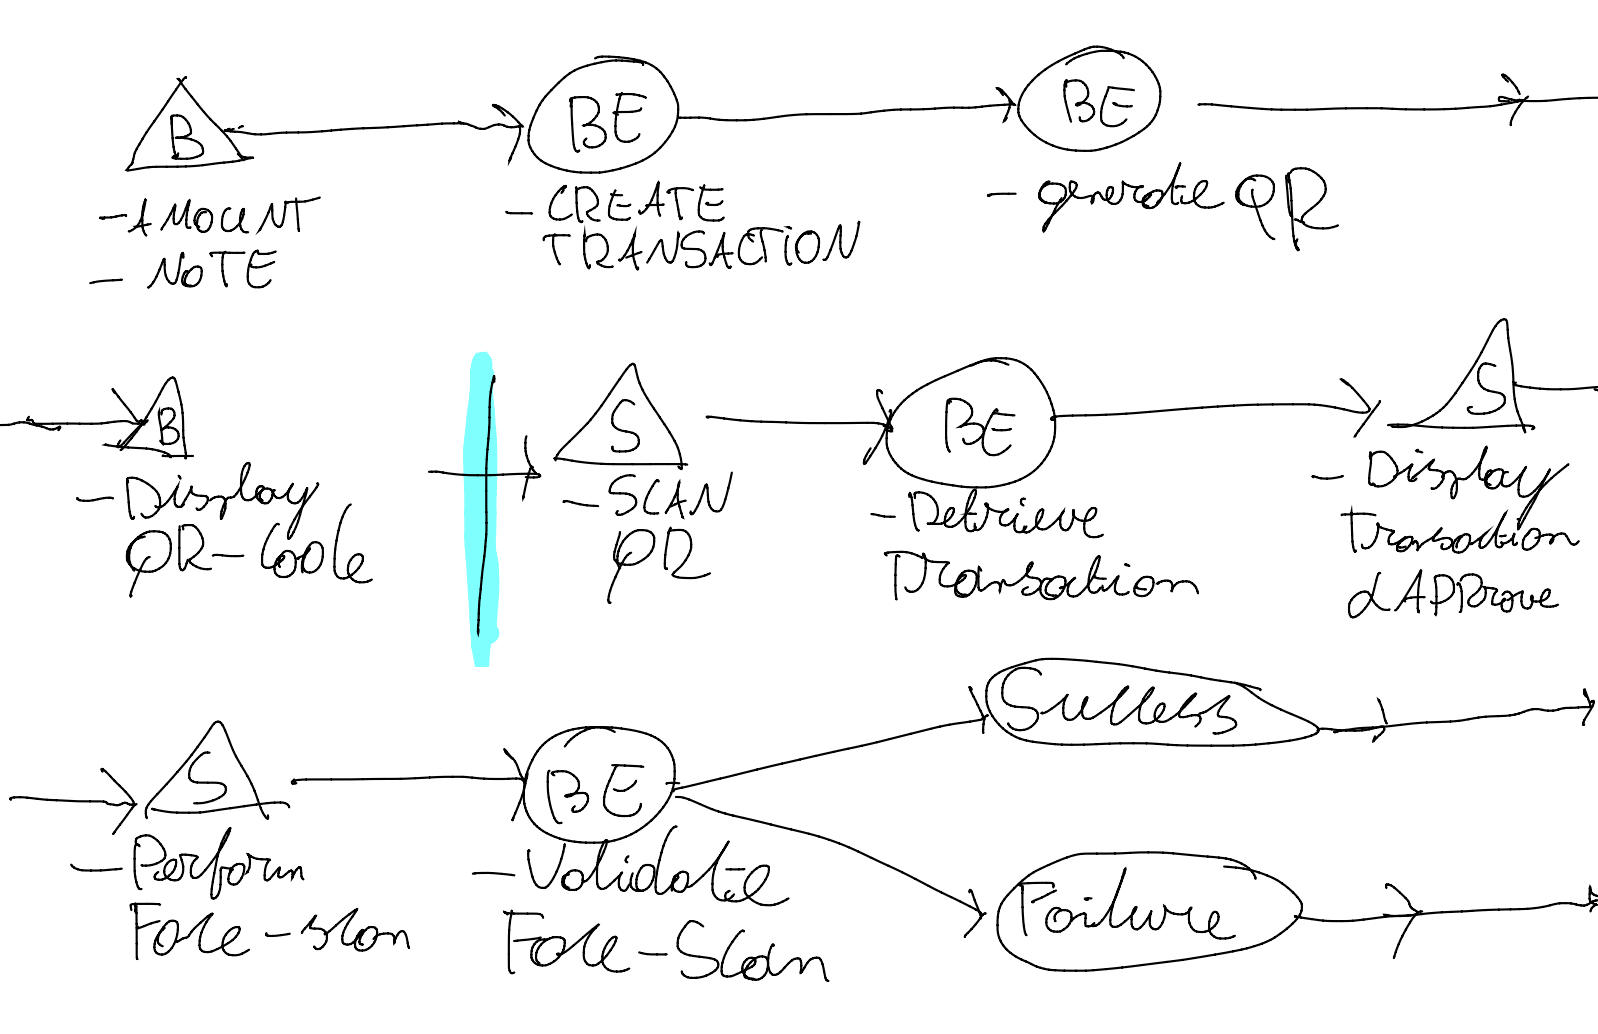 B
BE
BE
- AMOUNT
- NOTE
- CREATE
TRANSACTION
- generate QR
B
S
BE
S
- Display
QR-Code
- SCAN
QR
- Retrieve
Transaction
- Display
Transaction
& APPROVE
S
BE
Success
- Perform
Face-scan
- Validate
Face-Scan
Failure